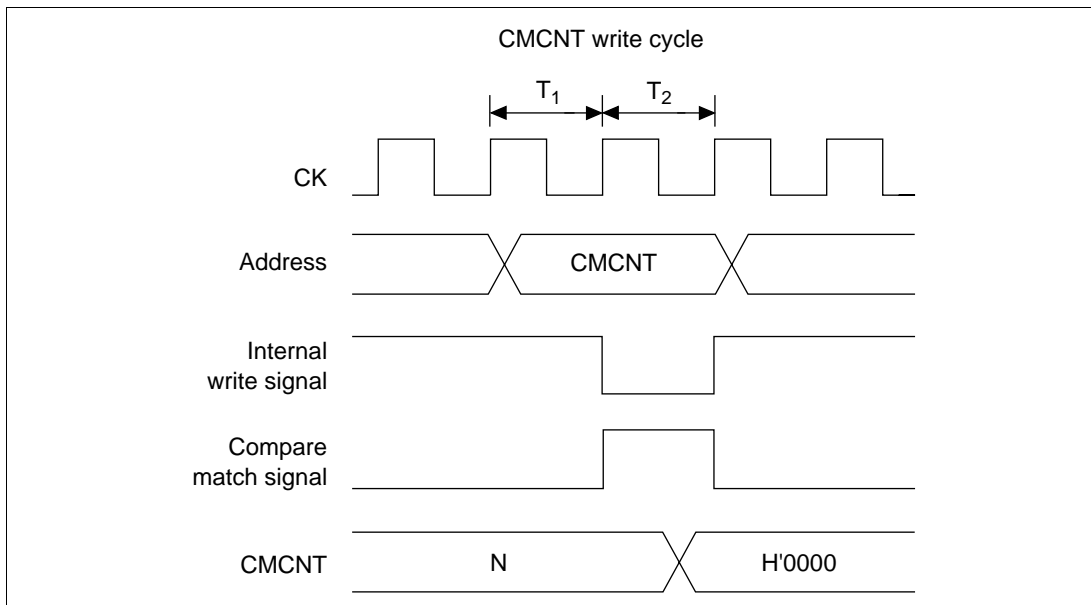 CMCNT write cycle
T1 T2
CK
Address CMCNT
Internal
write signal
Compare
match signal
CMCNT N H'0000